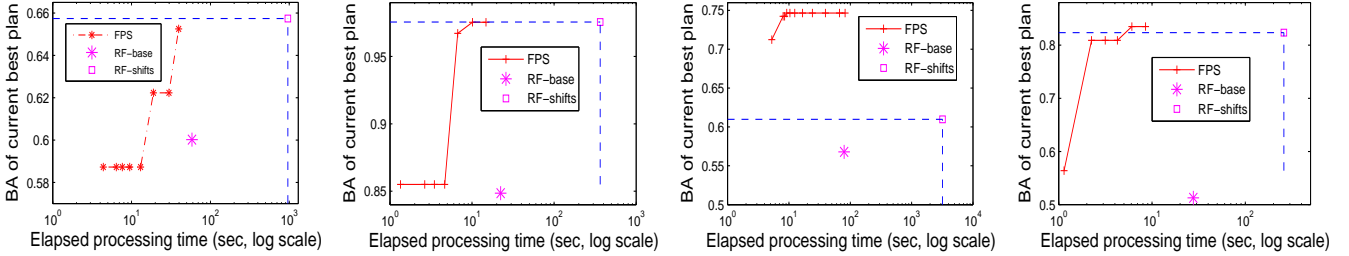 BA of current best plan
0.66
0.64
0.62
0.6
0.58
FPS
RF-base
RF-shifts
10^0
10^1
10^2
10^3
Elapsed processing time (sec, log scale)
BA of current best plan
0.975
0.95
0.9
0.85
FPS
RF-base
RF-shifts
10^0
10^1
10^2
10^3
Elapsed processing time (sec, log scale)
BA of current best plan
0.75
0.7
0.65
0.6
0.55
0.5
FPS
RF-base
RF-shifts
10^0
10^1
10^2
10^3
10^4
Elapsed processing time (sec, log scale)
BA of current best plan
0.8
0.7
0.6
0.5
FPS
RF-base
RF-shifts
10^0
10^1
10^2
Elapsed processing time (sec, log scale)